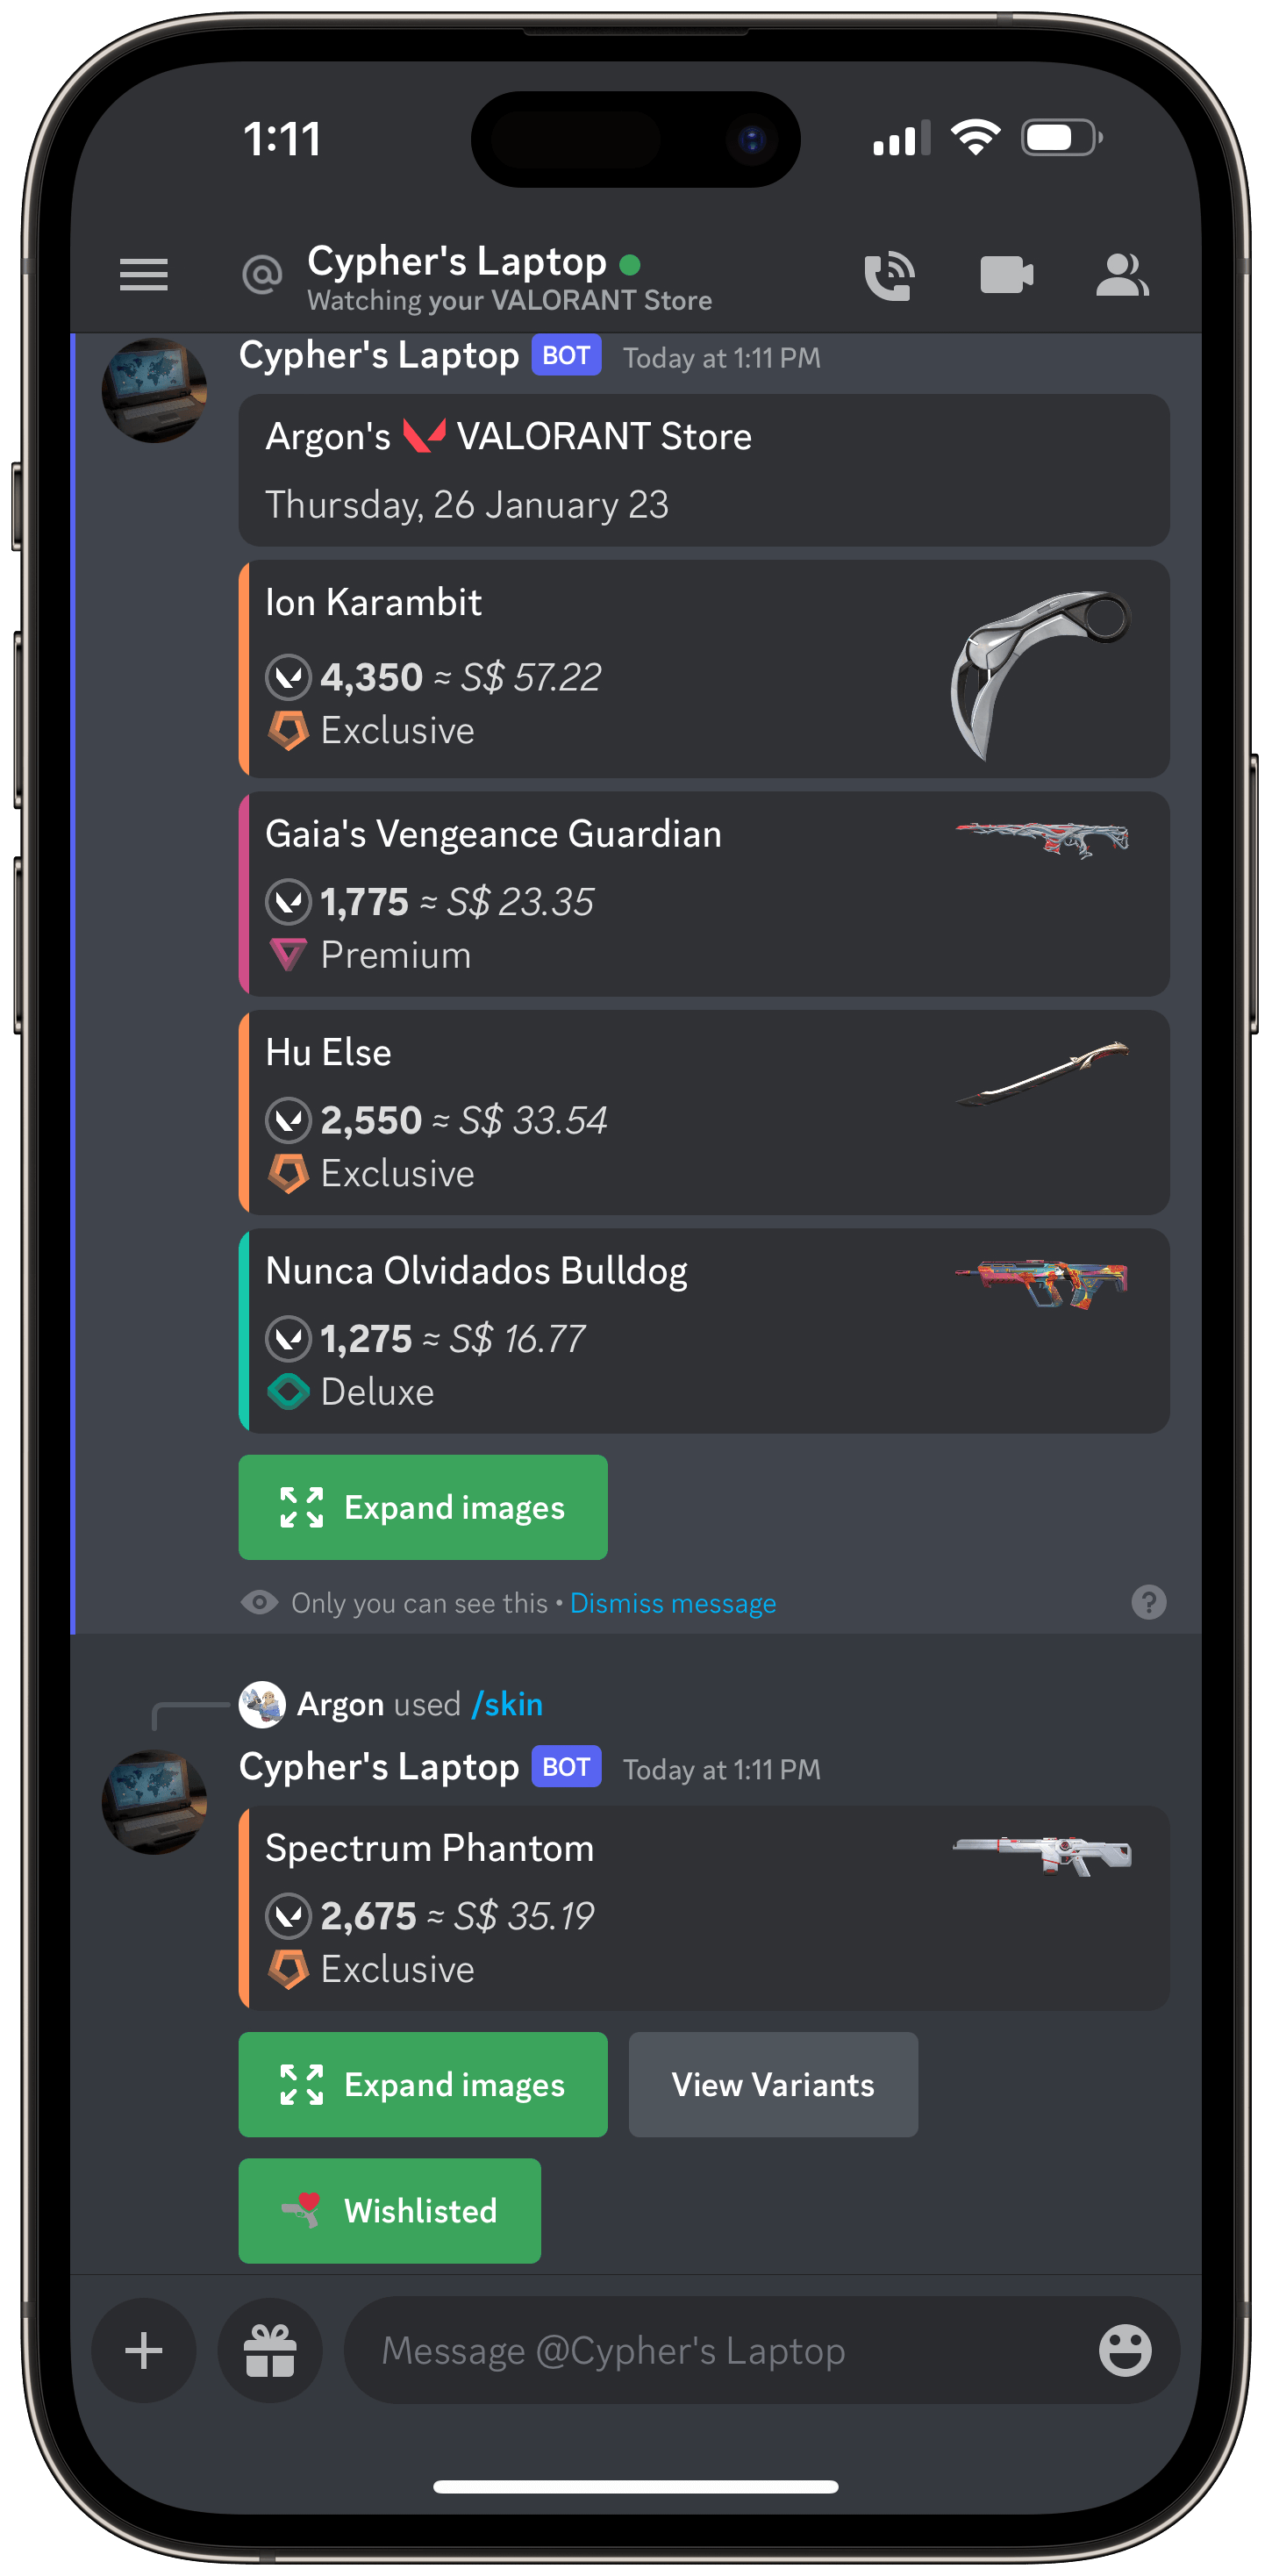 1:11
Cypher's Laptop
Watching your VALORANT Store
Cypher's Laptop BOT Today at 1:11 PM
Argon's VALORANT Store
Thursday, 26 January 23
Ion Karambit
4,350 ≈ S$ 57.22
Exclusive
Gaia's Vengeance Guardian
1,775 ≈ S$ 23.35
Premium
Hu Else
2,550 ≈ S$ 33.54
Exclusive
Nunca Olvidados Bulldog
1,275 ≈ S$ 16.77
Deluxe
Expand images
Only you can see this • Dismiss message
Argon used /skin
Cypher's Laptop BOT Today at 1:11 PM
Spectrum Phantom
2,675 ≈ S$ 35.19
Exclusive
Expand images View Variants
Wishlisted
Message @Cypher's Laptop